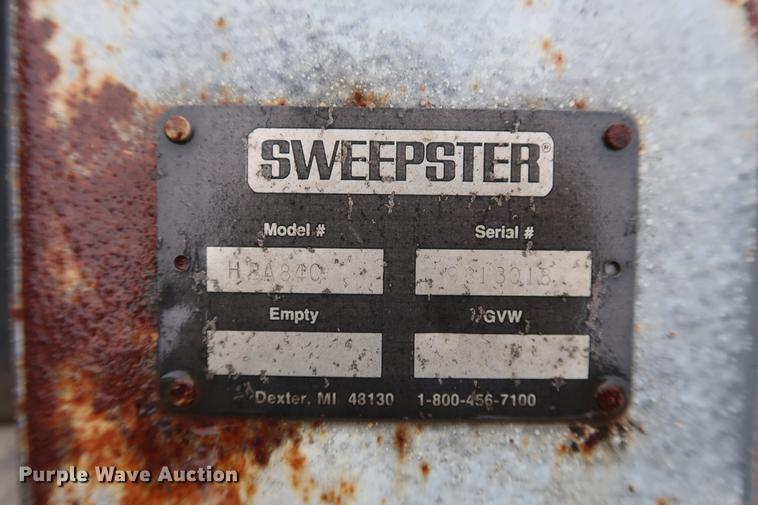 SWEEPSTER®
Model # Serial #
Empty GVW
Dexter, MI 48130 1-800-456-7100
Purple Wave Auction